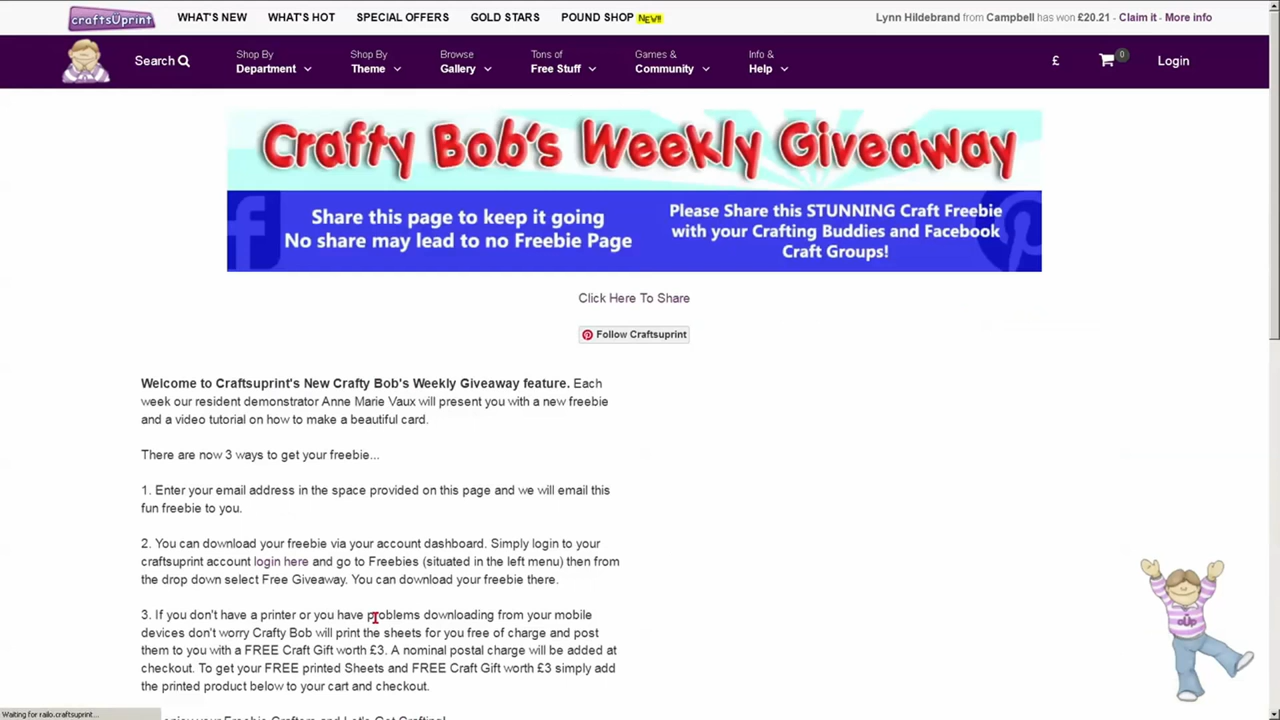 craftsUprint WHAT'S NEW WHAT'S HOT SPECIAL OFFERS GOLD STARS POUND SHOP NEW!! Lynn Hildebrand from Campbell has won £20.21 - Claim it - More info
Shop By Shop By Browse Tons of Games & Info &
Search Department Theme Gallery Free Stuff Community Help £ 0 Login
Crafty Bob's Weekly Giveaway
Share this page to keep it going
No share may lead to no Freebie Page
Please Share this STUNNING Craft Freebie
with your Crafting Buddies and Facebook
Craft Groups!
Click Here To Share
Follow Craftsuprint
Welcome to Craftsuprint's New Crafty Bob's Weekly Giveaway feature. Each
week our resident demonstrator Anne Marie Vaux will present you with a new freebie
and a video tutorial on how to make a beautiful card.
There are now 3 ways to get your freebie...
1. Enter your email address in the space provided on this page and we will email this
fun freebie to you.
2. You can download your freebie via your account dashboard. Simply login to your
craftsuprint account login here and go to Freebies (situated in the left menu) then from
the drop down select Free Giveaway. You can download your freebie there.
3. If you don't have a printer or you have problems downloading from your mobile
devices don't worry Crafty Bob will print the sheets for you free of charge and post
them to you with a FREE Craft Gift worth £3. A nominal postal charge will be added at
checkout. To get your FREE printed Sheets and FREE Craft Gift worth £3 simply add
the printed product below to your cart and checkout.
enjoy your Freebie Crafters and Let's Get Crafting!
cUp
Waiting for railo.craftsuprint...